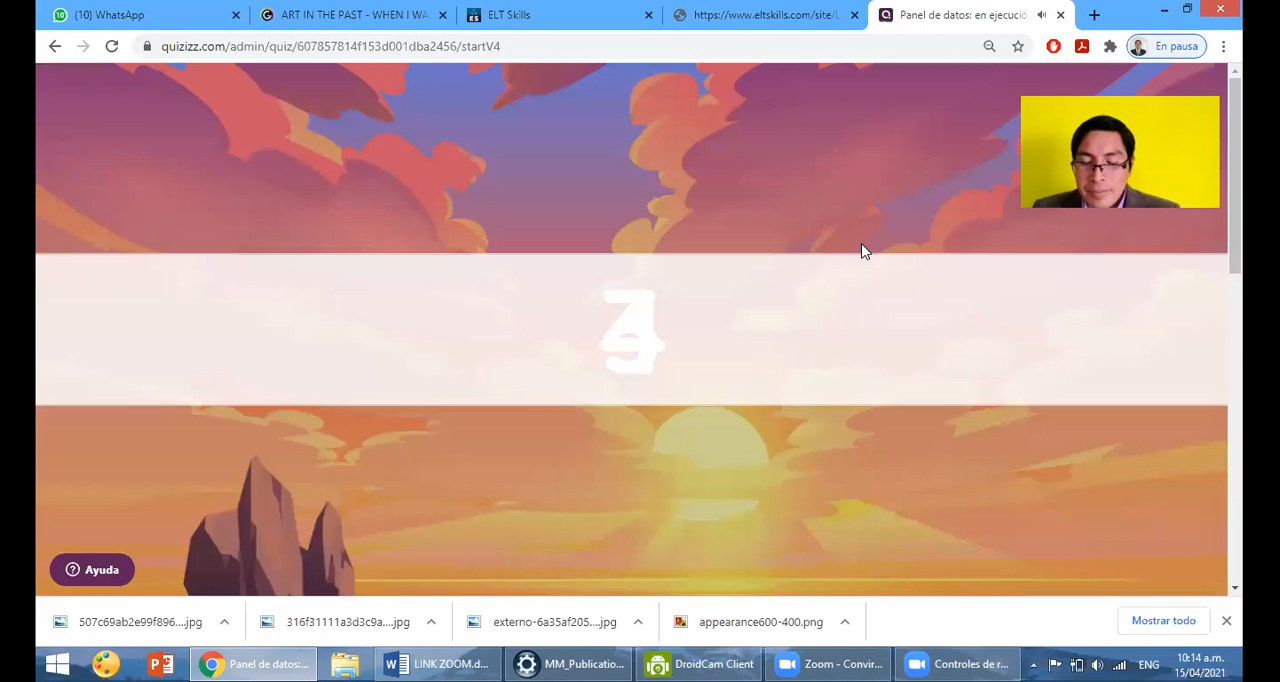 (10) WhatsApp
ART IN THE PAST - WHEN I WA
ELT Skills
https://www.eltskills.com/site/L
Panel de datos: en ejecució
quizizz.com/admin/quiz/607857814f153d001dba2456/startV4
En pausa
Ayuda
507c69ab2e99f896....jpg
316f31111a3d3c9a....jpg
externo-6a35af205....jpg
appearance600-400.png
Mostrar todo
Panel de datos:...
LINK ZOOM.d...
MM_Publicatio...
DroidCam Client
Zoom - Convir...
Controles de r...
ENG
10:14 a.m.
15/04/2021